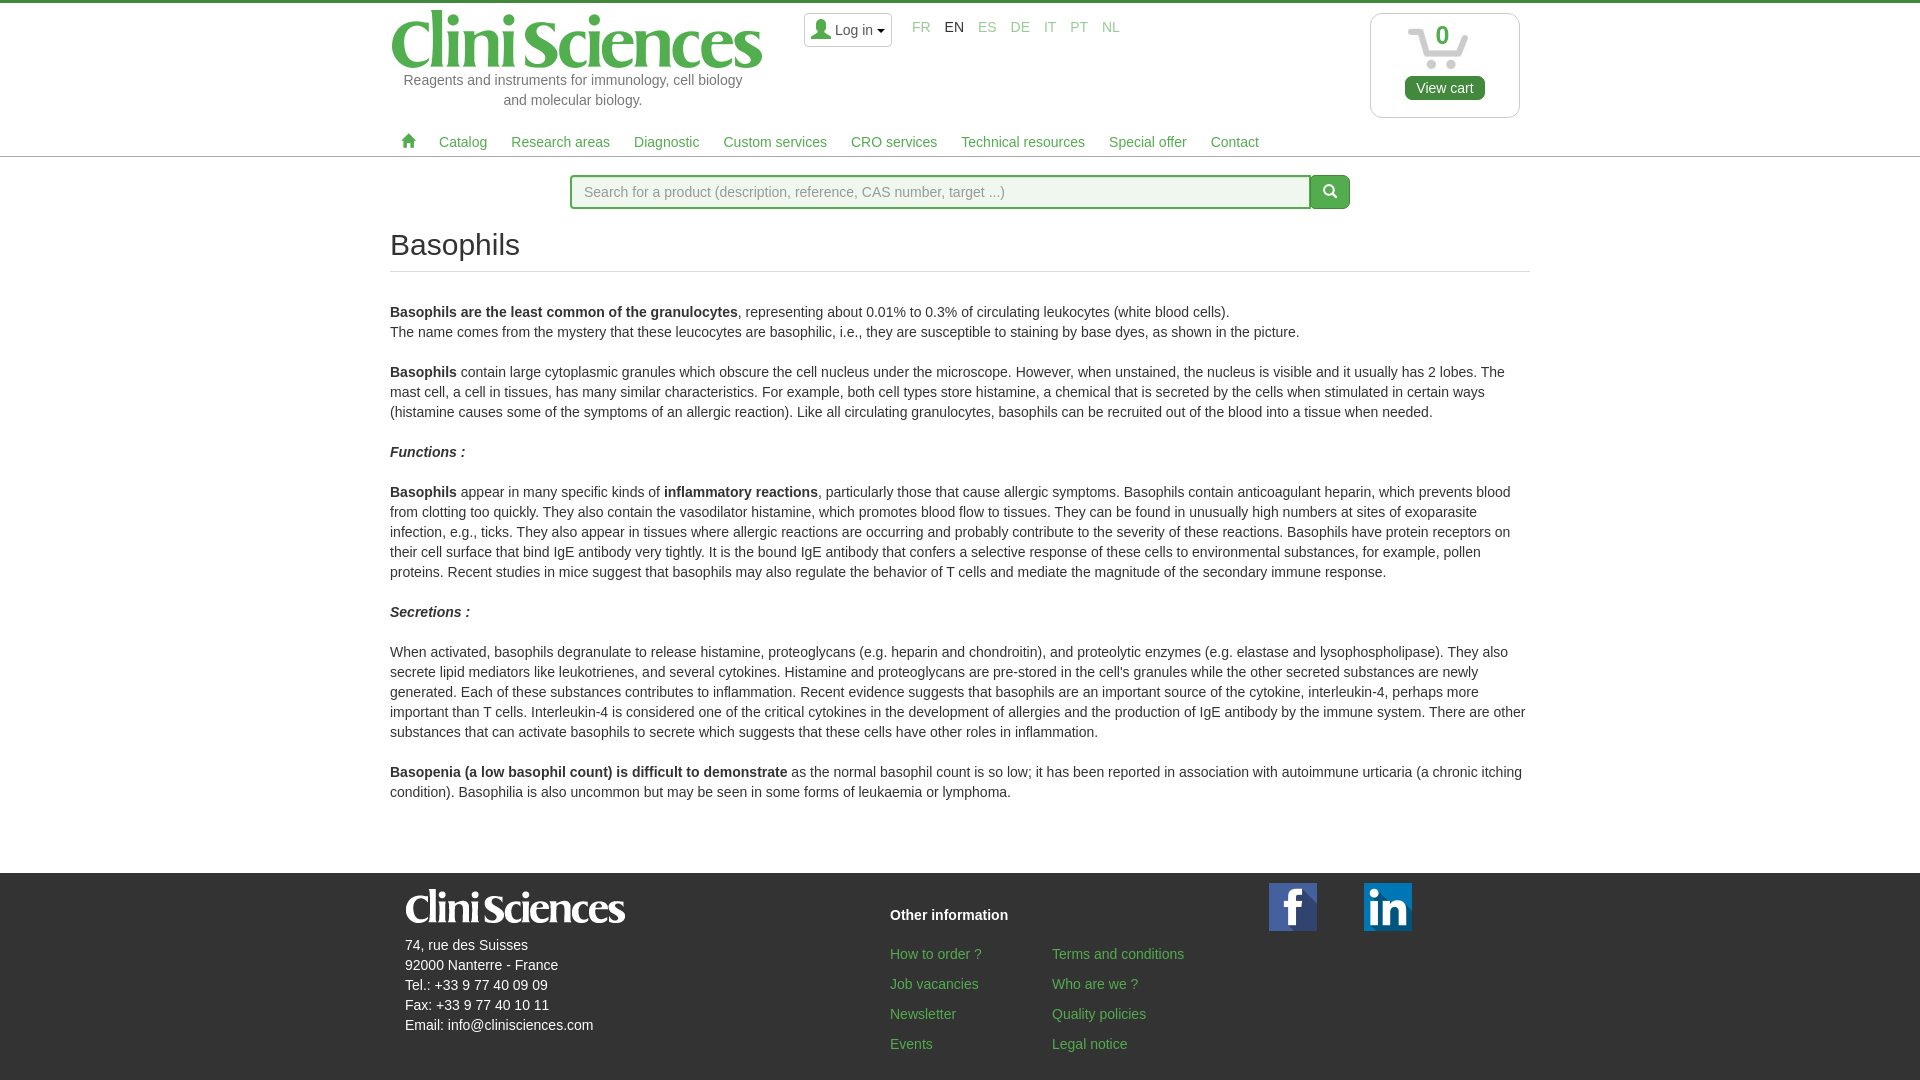 CliniSciences
Reagents and instruments for immunology, cell biology
and molecular biology.
Log in
FR EN ES DE IT PT NL
0
View cart
Catalog Research areas Diagnostic Custom services CRO services Technical resources Special offer Contact
Search for a product (description, reference, CAS number, target ...)
Basophils
Basophils are the least common of the granulocytes, representing about 0.01% to 0.3% of circulating leukocytes (white blood cells).
The name comes from the mystery that these leucocytes are basophilic, i.e., they are susceptible to staining by base dyes, as shown in the picture.
Basophils contain large cytoplasmic granules which obscure the cell nucleus under the microscope. However, when unstained, the nucleus is visible and it usually has 2 lobes. The
mast cell, a cell in tissues, has many similar characteristics. For example, both cell types store histamine, a chemical that is secreted by the cells when stimulated in certain ways
(histamine causes some of the symptoms of an allergic reaction). Like all circulating granulocytes, basophils can be recruited out of the blood into a tissue when needed.
Functions :
Basophils appear in many specific kinds of inflammatory reactions, particularly those that cause allergic symptoms. Basophils contain anticoagulant heparin, which prevents blood
from clotting too quickly. They also contain the vasodilator histamine, which promotes blood flow to tissues. They can be found in unusually high numbers at sites of exoparasite
infection, e.g., ticks. They also appear in tissues where allergic reactions are occurring and probably contribute to the severity of these reactions. Basophils have protein receptors on
their cell surface that bind IgE antibody very tightly. It is the bound IgE antibody that confers a selective response of these cells to environmental substances, for example, pollen
proteins. Recent studies in mice suggest that basophils may also regulate the behavior of T cells and mediate the magnitude of the secondary immune response.
Secretions :
When activated, basophils degranulate to release histamine, proteoglycans (e.g. heparin and chondroitin), and proteolytic enzymes (e.g. elastase and lysophospholipase). They also
secrete lipid mediators like leukotrienes, and several cytokines. Histamine and proteoglycans are pre-stored in the cell's granules while the other secreted substances are newly
generated. Each of these substances contributes to inflammation. Recent evidence suggests that basophils are an important source of the cytokine, interleukin-4, perhaps more
important than T cells. Interleukin-4 is considered one of the critical cytokines in the development of allergies and the production of IgE antibody by the immune system. There are other
substances that can activate basophils to secrete which suggests that these cells have other roles in inflammation.
Basopenia (a low basophil count) is difficult to demonstrate as the normal basophil count is so low; it has been reported in association with autoimmune urticaria (a chronic itching
condition). Basophilia is also uncommon but may be seen in some forms of leukaemia or lymphoma.
CliniSciences
74, rue des Suisses
92000 Nanterre - France
Tel.: +33 9 77 40 09 09
Fax: +33 9 77 40 10 11
Email: info@clinisciences.com
Other information
How to order ? Terms and conditions
Job vacancies Who are we ?
Newsletter Quality policies
Events Legal notice
f in